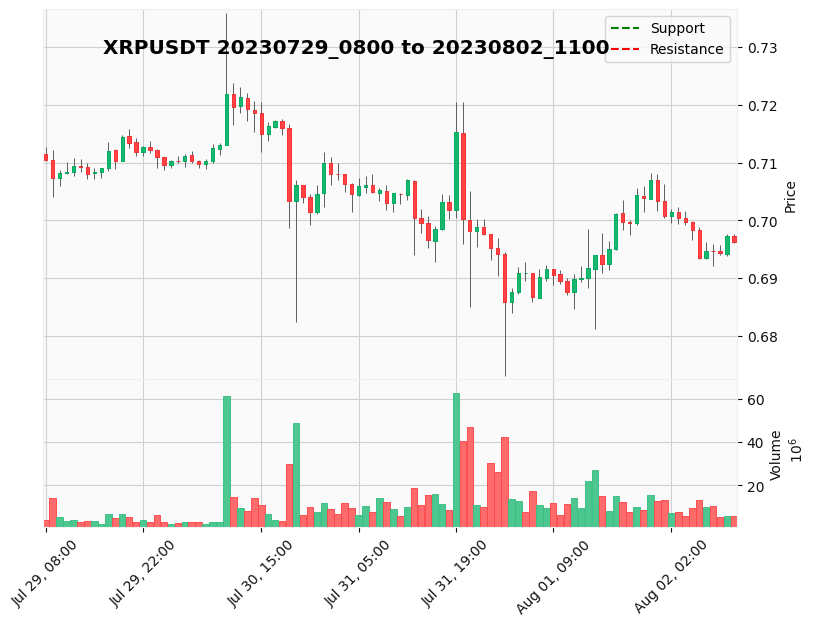 XRPUSDT 20230729_0800 to 20230802_1100
Support
Resistance
0.73
0.72
0.71
0.70
0.69
0.68
Price
60
40
20
Volume
10^6
Jul 29, 08:00
Jul 29, 22:00
Jul 30, 15:00
Jul 31, 05:00
Jul 31, 19:00
Aug 01, 09:00
Aug 02, 02:00